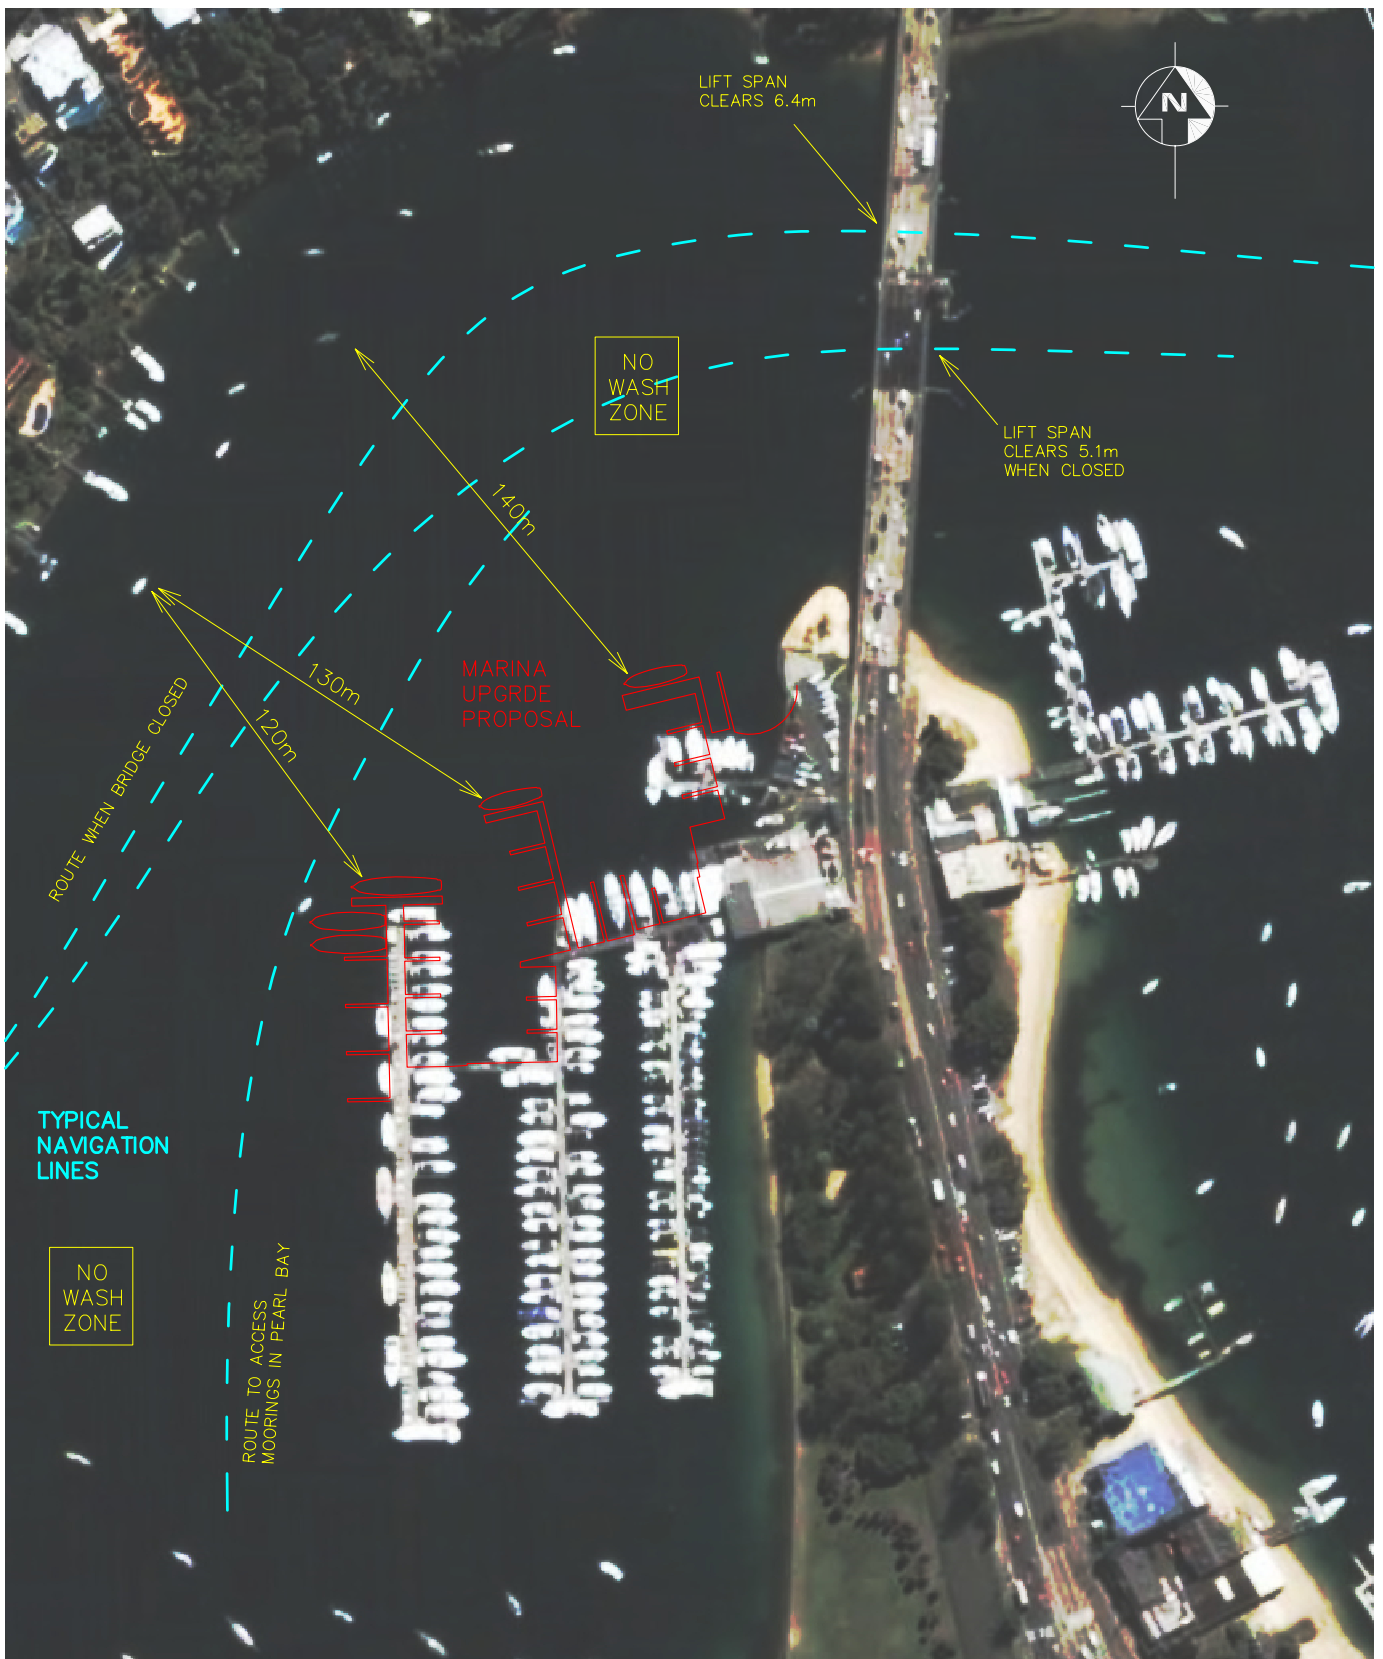 LIFT SPAN
CLEARS 6.4m
N
NO
WASH
ZONE
LIFT SPAN
CLEARS 5.1m
WHEN CLOSED
140m
130m
120m
MARINA
UPGRDE
PROPOSAL
ROUTE WHEN BRIDGE CLOSED
TYPICAL
NAVIGATION
LINES
NO
WASH
ZONE
ROUTE TO ACCESS
MOORINGS IN PEARL BAY